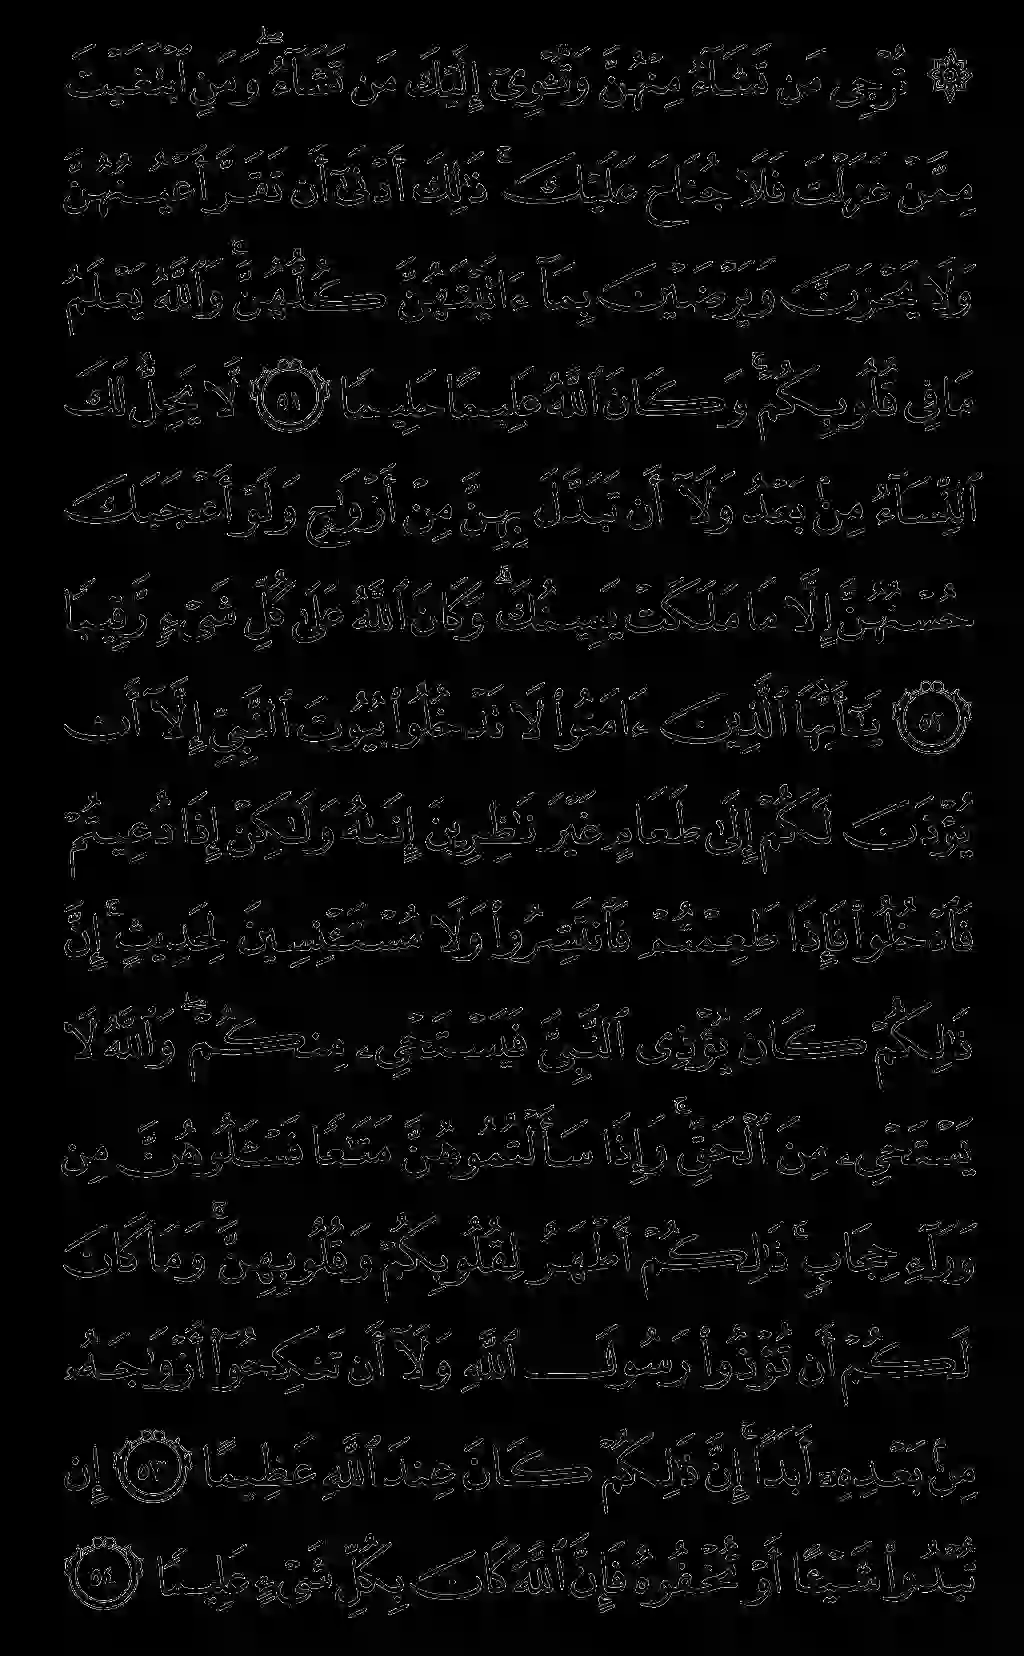 ۞ تُرْجِى مَن تَشَآءُ مِنْهُنَّ وَتُـْٔوِىٓ إِلَيْكَ مَن تَشَآءُ ۖ وَمَنِ ٱبْتَغَيْتَ
مِمَّنْ عَزَلْتَ فَلَا جُنَاحَ عَلَيْكَ ۚ ذَٰلِكَ أَدْنَىٰٓ أَن تَقَرَّ أَعْيُنُهُنَّ
وَلَا يَحْزَنَّ وَيَرْضَيْنَ بِمَآ ءَاتَيْتَهُنَّ كُلُّهُنَّ ۚ وَٱللَّهُ يَعْلَمُ
مَا فِى قُلُوبِكُمْ ۚ وَكَانَ ٱللَّهُ عَلِيمًا حَلِيمًا ٥١ لَّا يَحِلُّ لَكَ
ٱلنِّسَآءُ مِنۢ بَعْدُ وَلَآ أَن تَبَدَّلَ بِهِنَّ مِنْ أَزْوَٰجٍ وَلَوْ أَعْجَبَكَ
حُسْنُهُنَّ إِلَّا مَا مَلَكَتْ يَمِينُكَ ۗ وَكَانَ ٱللَّهُ عَلَىٰ كُلِّ شَىْءٍ رَّقِيبًا
٥٢ يَٰٓأَيُّهَا ٱلَّذِينَ ءَامَنُوا۟ لَا تَدْخُلُوا۟ بُيُوتَ ٱلنَّبِىِّ إِلَّآ أَن
يُؤْذَنَ لَكُمْ إِلَىٰ طَعَامٍ غَيْرَ نَٰظِرِينَ إِنَىٰهُ وَلَٰكِنْ إِذَا دُعِيتُمْ
فَٱدْخُلُوا۟ فَإِذَا طَعِمْتُمْ فَٱنتَشِرُوا۟ وَلَا مُسْتَـْٔنِسِينَ لِحَدِيثٍ ۚ إِنَّ
ذَٰلِكُمْ كَانَ يُؤْذِى ٱلنَّبِىَّ فَيَسْتَحْىِۦ مِنكُمْ ۖ وَٱللَّهُ لَا
يَسْتَحْىِۦ مِنَ ٱلْحَقِّ ۚ وَإِذَا سَأَلْتُمُوهُنَّ مَتَٰعًا فَسْـَٔلُوهُنَّ مِن
وَرَآءِ حِجَابٍ ۚ ذَٰلِكُمْ أَطْهَرُ لِقُلُوبِكُمْ وَقُلُوبِهِنَّ ۚ وَمَا كَانَ
لَكُمْ أَن تُؤْذُوا۟ رَسُولَ ٱللَّهِ وَلَآ أَن تَنكِحُوٓا۟ أَزْوَٰجَهُۥ
مِنۢ بَعْدِهِۦٓ أَبَدًا ۚ إِنَّ ذَٰلِكُمْ كَانَ عِندَ ٱللَّهِ عَظِيمًا ٥٣ إِن
تُبْدُوا۟ شَيْـًٔا أَوْ تُخْفُوهُ فَإِنَّ ٱللَّهَ كَانَ بِكُلِّ شَىْءٍ عَلِيمًا ٥٤